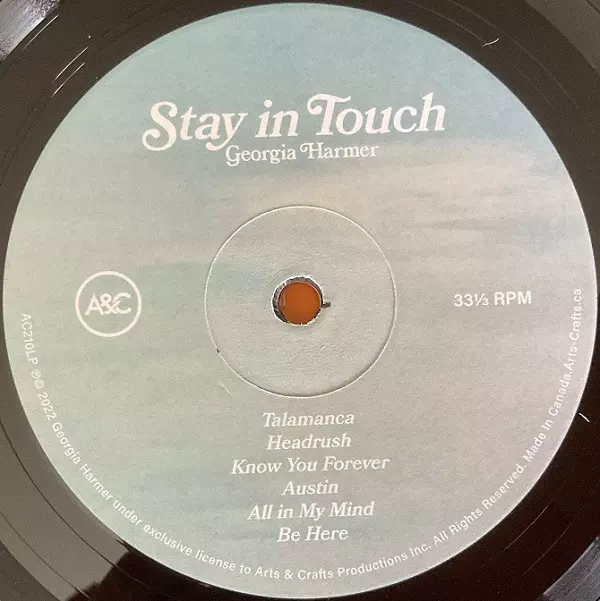 Stay in Touch
Georgia Harmer
A&C
33⅓ RPM
Talamanca
Headrush
Know You Forever
Austin
All in My Mind
Be Here
AC210LP ℗© 2022 Georgia Harmer under exclusive license to Arts & Crafts Productions Inc. All Rights Reserved. Made In Canada. Arts-Crafts.ca